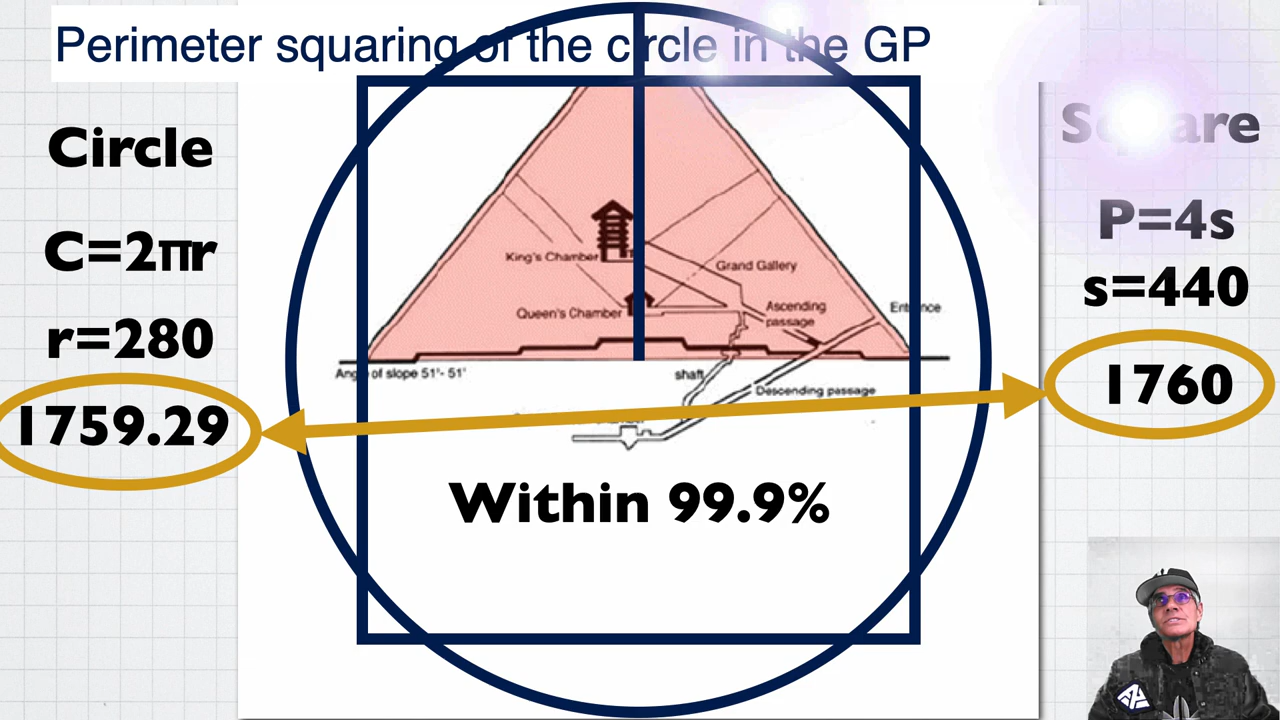 Perimeter squaring of the circle in the GP
Circle
C=2πr
r=280
1759.29
Square
P=4s
s=440
1760
King's Chamber
Grand Gallery
Queen's Chamber
Ascending
passage
Entrance
Angle of slope 51'- 51'
shaft
Descending passage
Within 99.9%